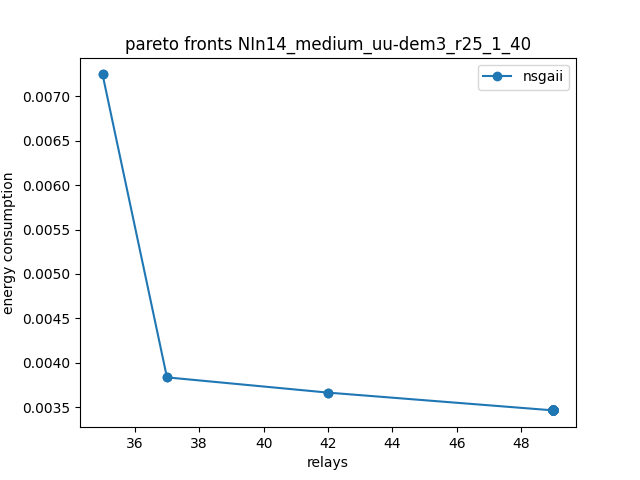 pareto fronts NIn14_medium_uu-dem3_r25_1_40
nsgaii
energy consumption
0.0070
0.0065
0.0060
0.0055
0.0050
0.0045
0.0040
0.0035
36 38 40 42 44 46 48
relays